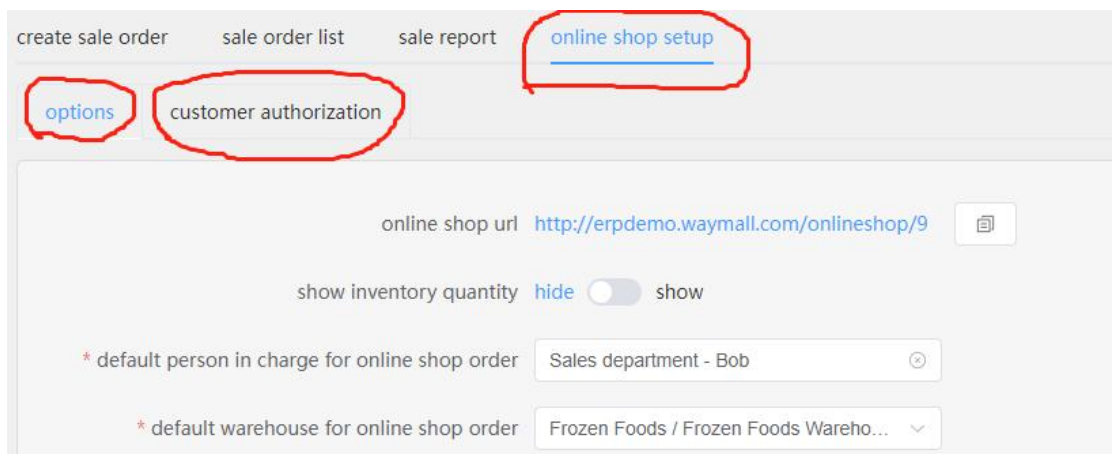 create sale order sale order list sale report online shop setup
options customer authorization
online shop url http://erpdemo.waymall.com/onlineshop/9
show inventory quantity hide show
* default person in charge for online shop order Sales department - Bob
* default warehouse for online shop order Frozen Foods / Frozen Foods Wareho...